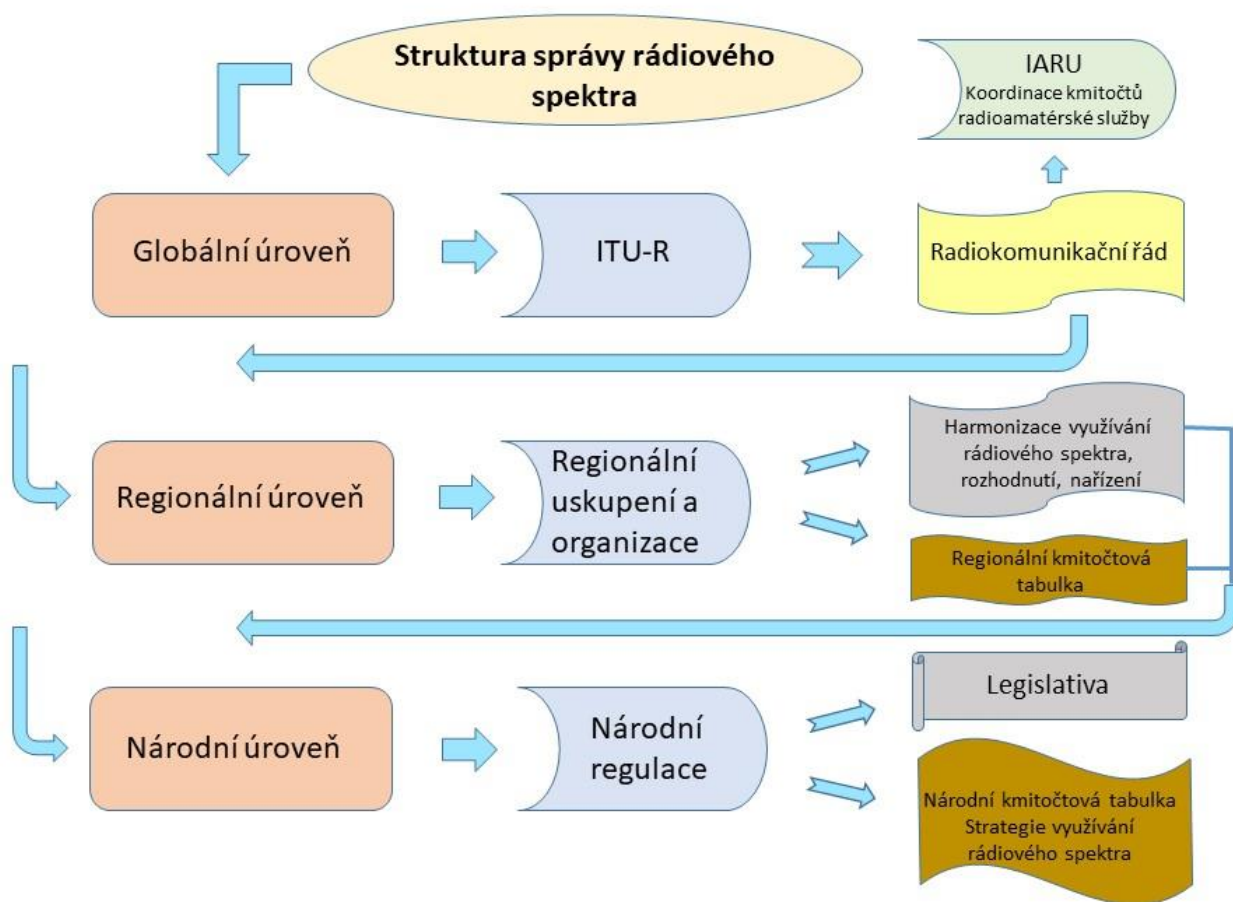 Struktura správy rádiového
spektra
IARU
Koordinace kmitočtů
radioamatérské služby
Globální úroveň
ITU-R
Radiokomunikační řád
Regionální úroveň
Regionální
uskupení a
organizace
Harmonizace využívání
rádiového spektra,
rozhodnutí, nařízení
Regionální kmitočtová
tabulka
Národní úroveň
Národní
regulace
Legislativa
Národní kmitočtová tabulka
Strategie využívání
rádiového spektra